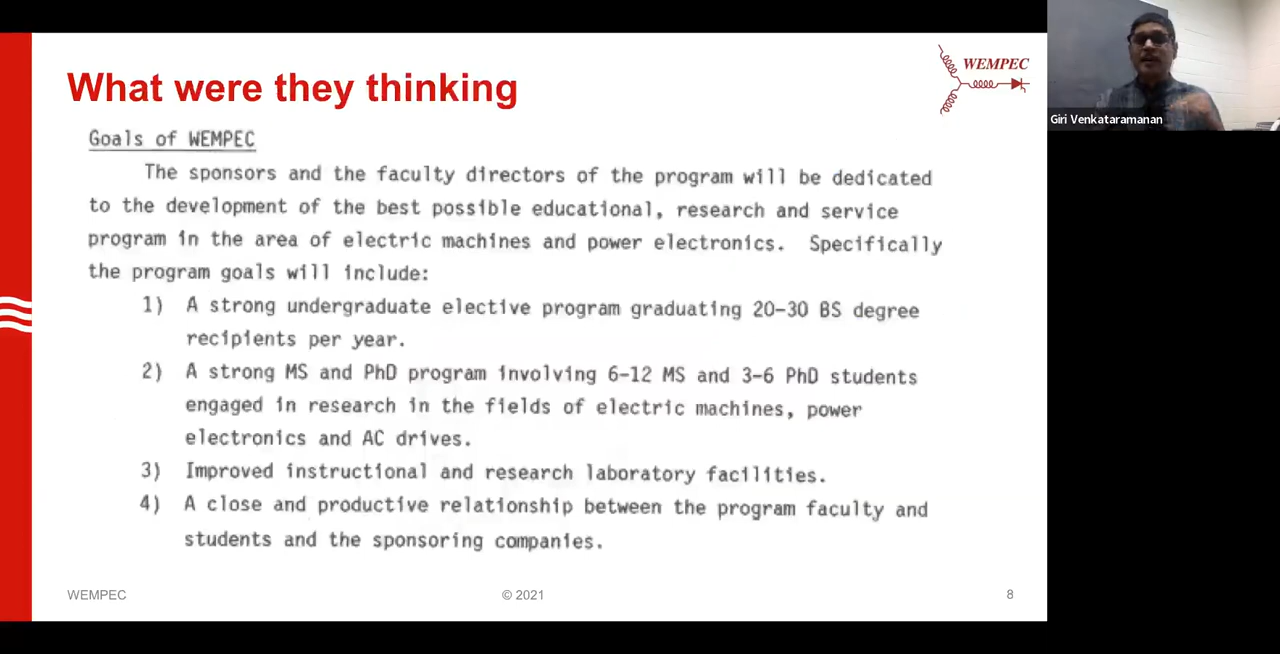 What were they thinking
WEMPEC
Giri Venkataramanan
Goals of WEMPEC
The sponsors and the faculty directors of the program will be dedicated
to the development of the best possible educational, research and service
program in the area of electric machines and power electronics. Specifically
the program goals will include:
1) A strong undergraduate elective program graduating 20-30 BS degree
recipients per year.
2) A strong MS and PhD program involving 6-12 MS and 3-6 PhD students
engaged in research in the fields of electric machines, power
electronics and AC drives.
3) Improved instructional and research laboratory facilities.
4) A close and productive relationship between the program faculty and
students and the sponsoring companies.
WEMPEC © 2021 8